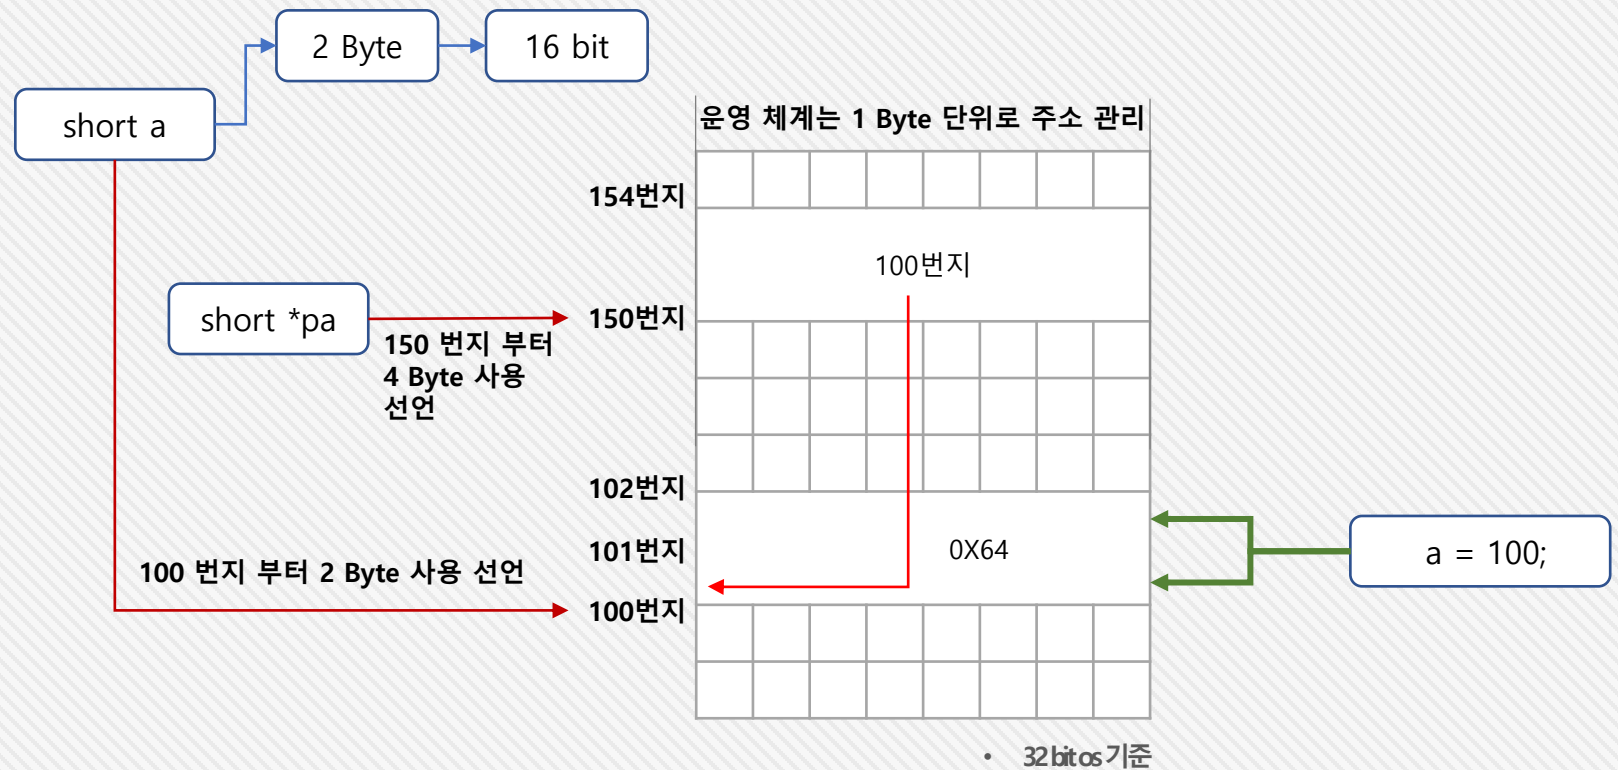 2 Byte
16 bit
short a
운영 체계는 1 Byte 단위로 주소 관리
154번지
100번지
short *pa
150번지
150 번지 부터
4 Byte 사용
선언
102번지
101번지
0X64
a = 100;
100 번지 부터 2 Byte 사용 선언
100번지
• 32bit os 기준